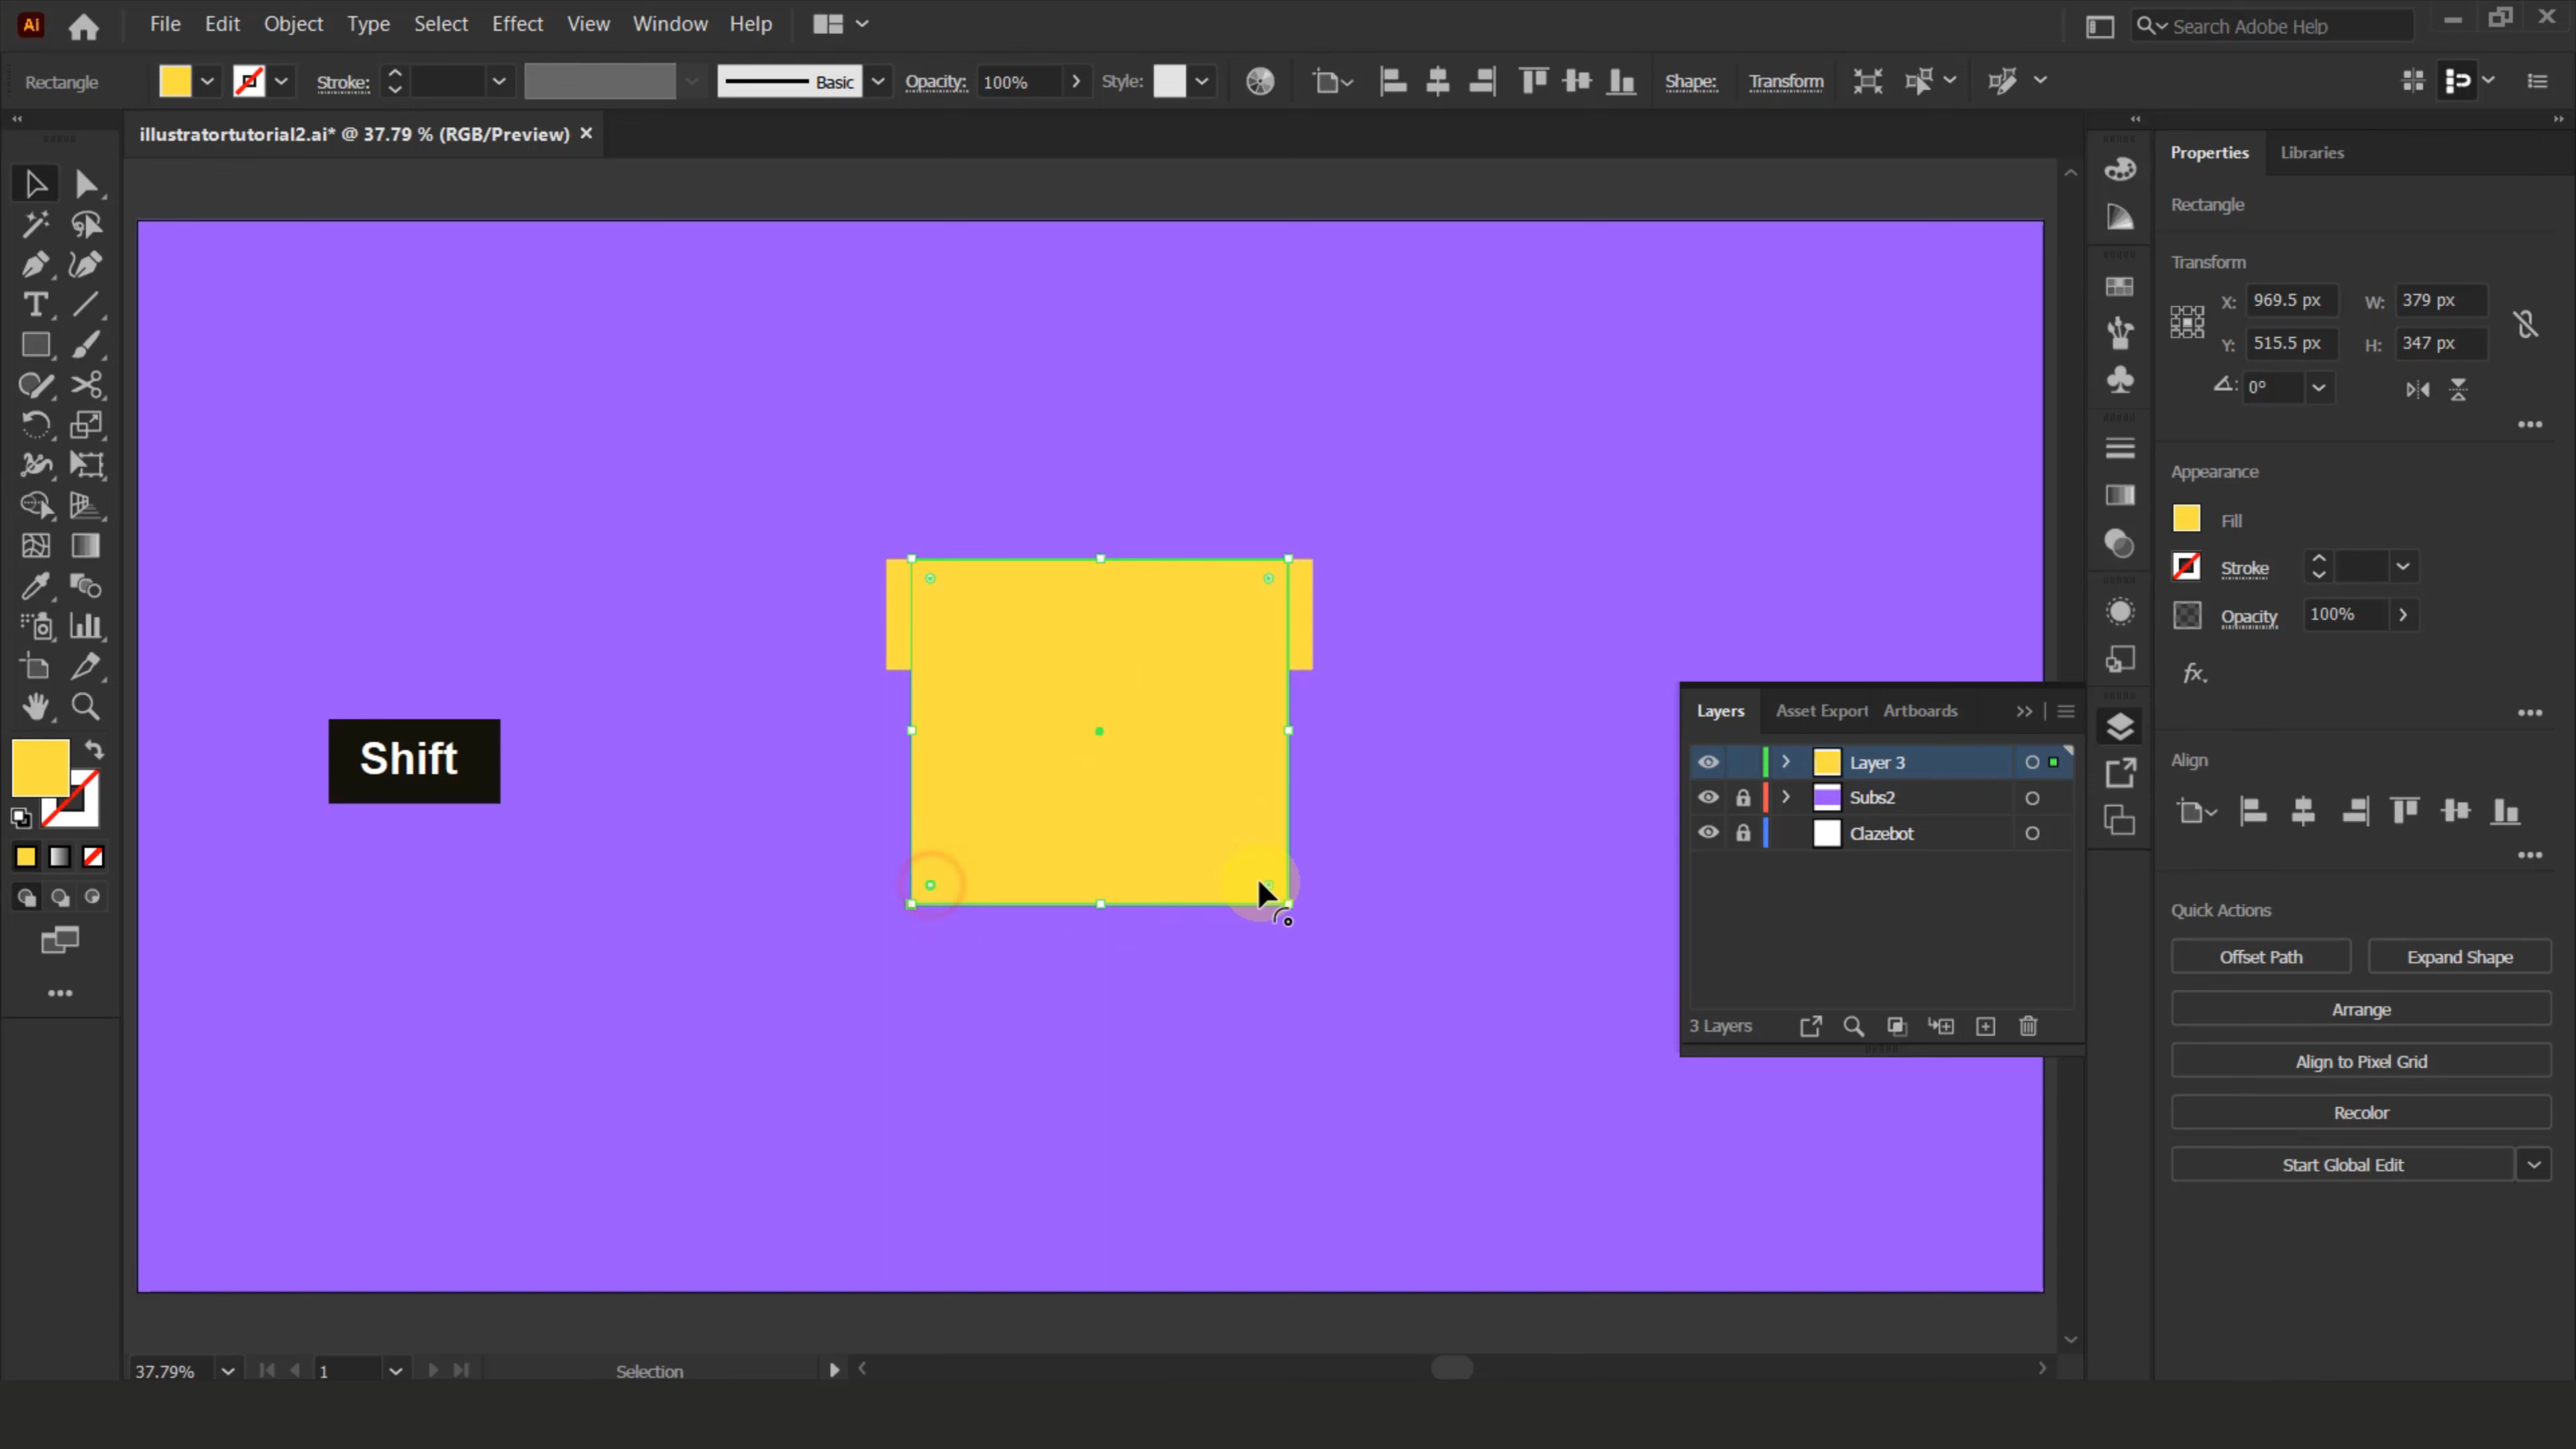 Ai File Edit Object Type Select Effect View Window Help Search Adobe Help
Rectangle Stroke: Basic Opacity: 100% Style: Shape: Transform
illustratortutorial2.ai* @ 37.79 % (RGB/Preview)
Properties Libraries
Rectangle
Transform
X: 969.5 px W: 379 px
Y: 515.5 px H: 347 px
0°
Appearance
Fill
Stroke
Opacity 100%
fx.
Align
Quick Actions
Offset Path Expand Shape
Arrange
Align to Pixel Grid
Recolor
Start Global Edit
Shift
Layers Asset Export Artboards
Layer 3
Subs2
Clazebot
3 Layers
37.79% 1 Selection